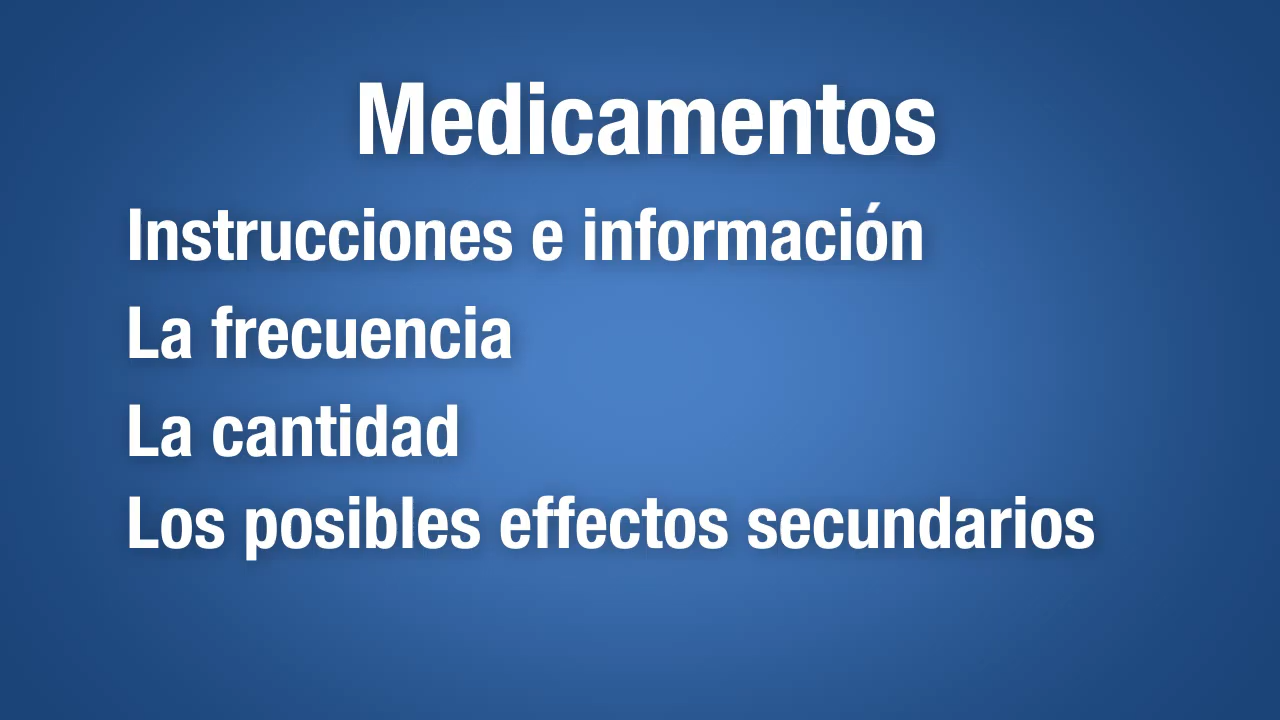 Medicamentos
Instrucciones e información
La frecuencia
La cantidad
Los posibles effectos secundarios